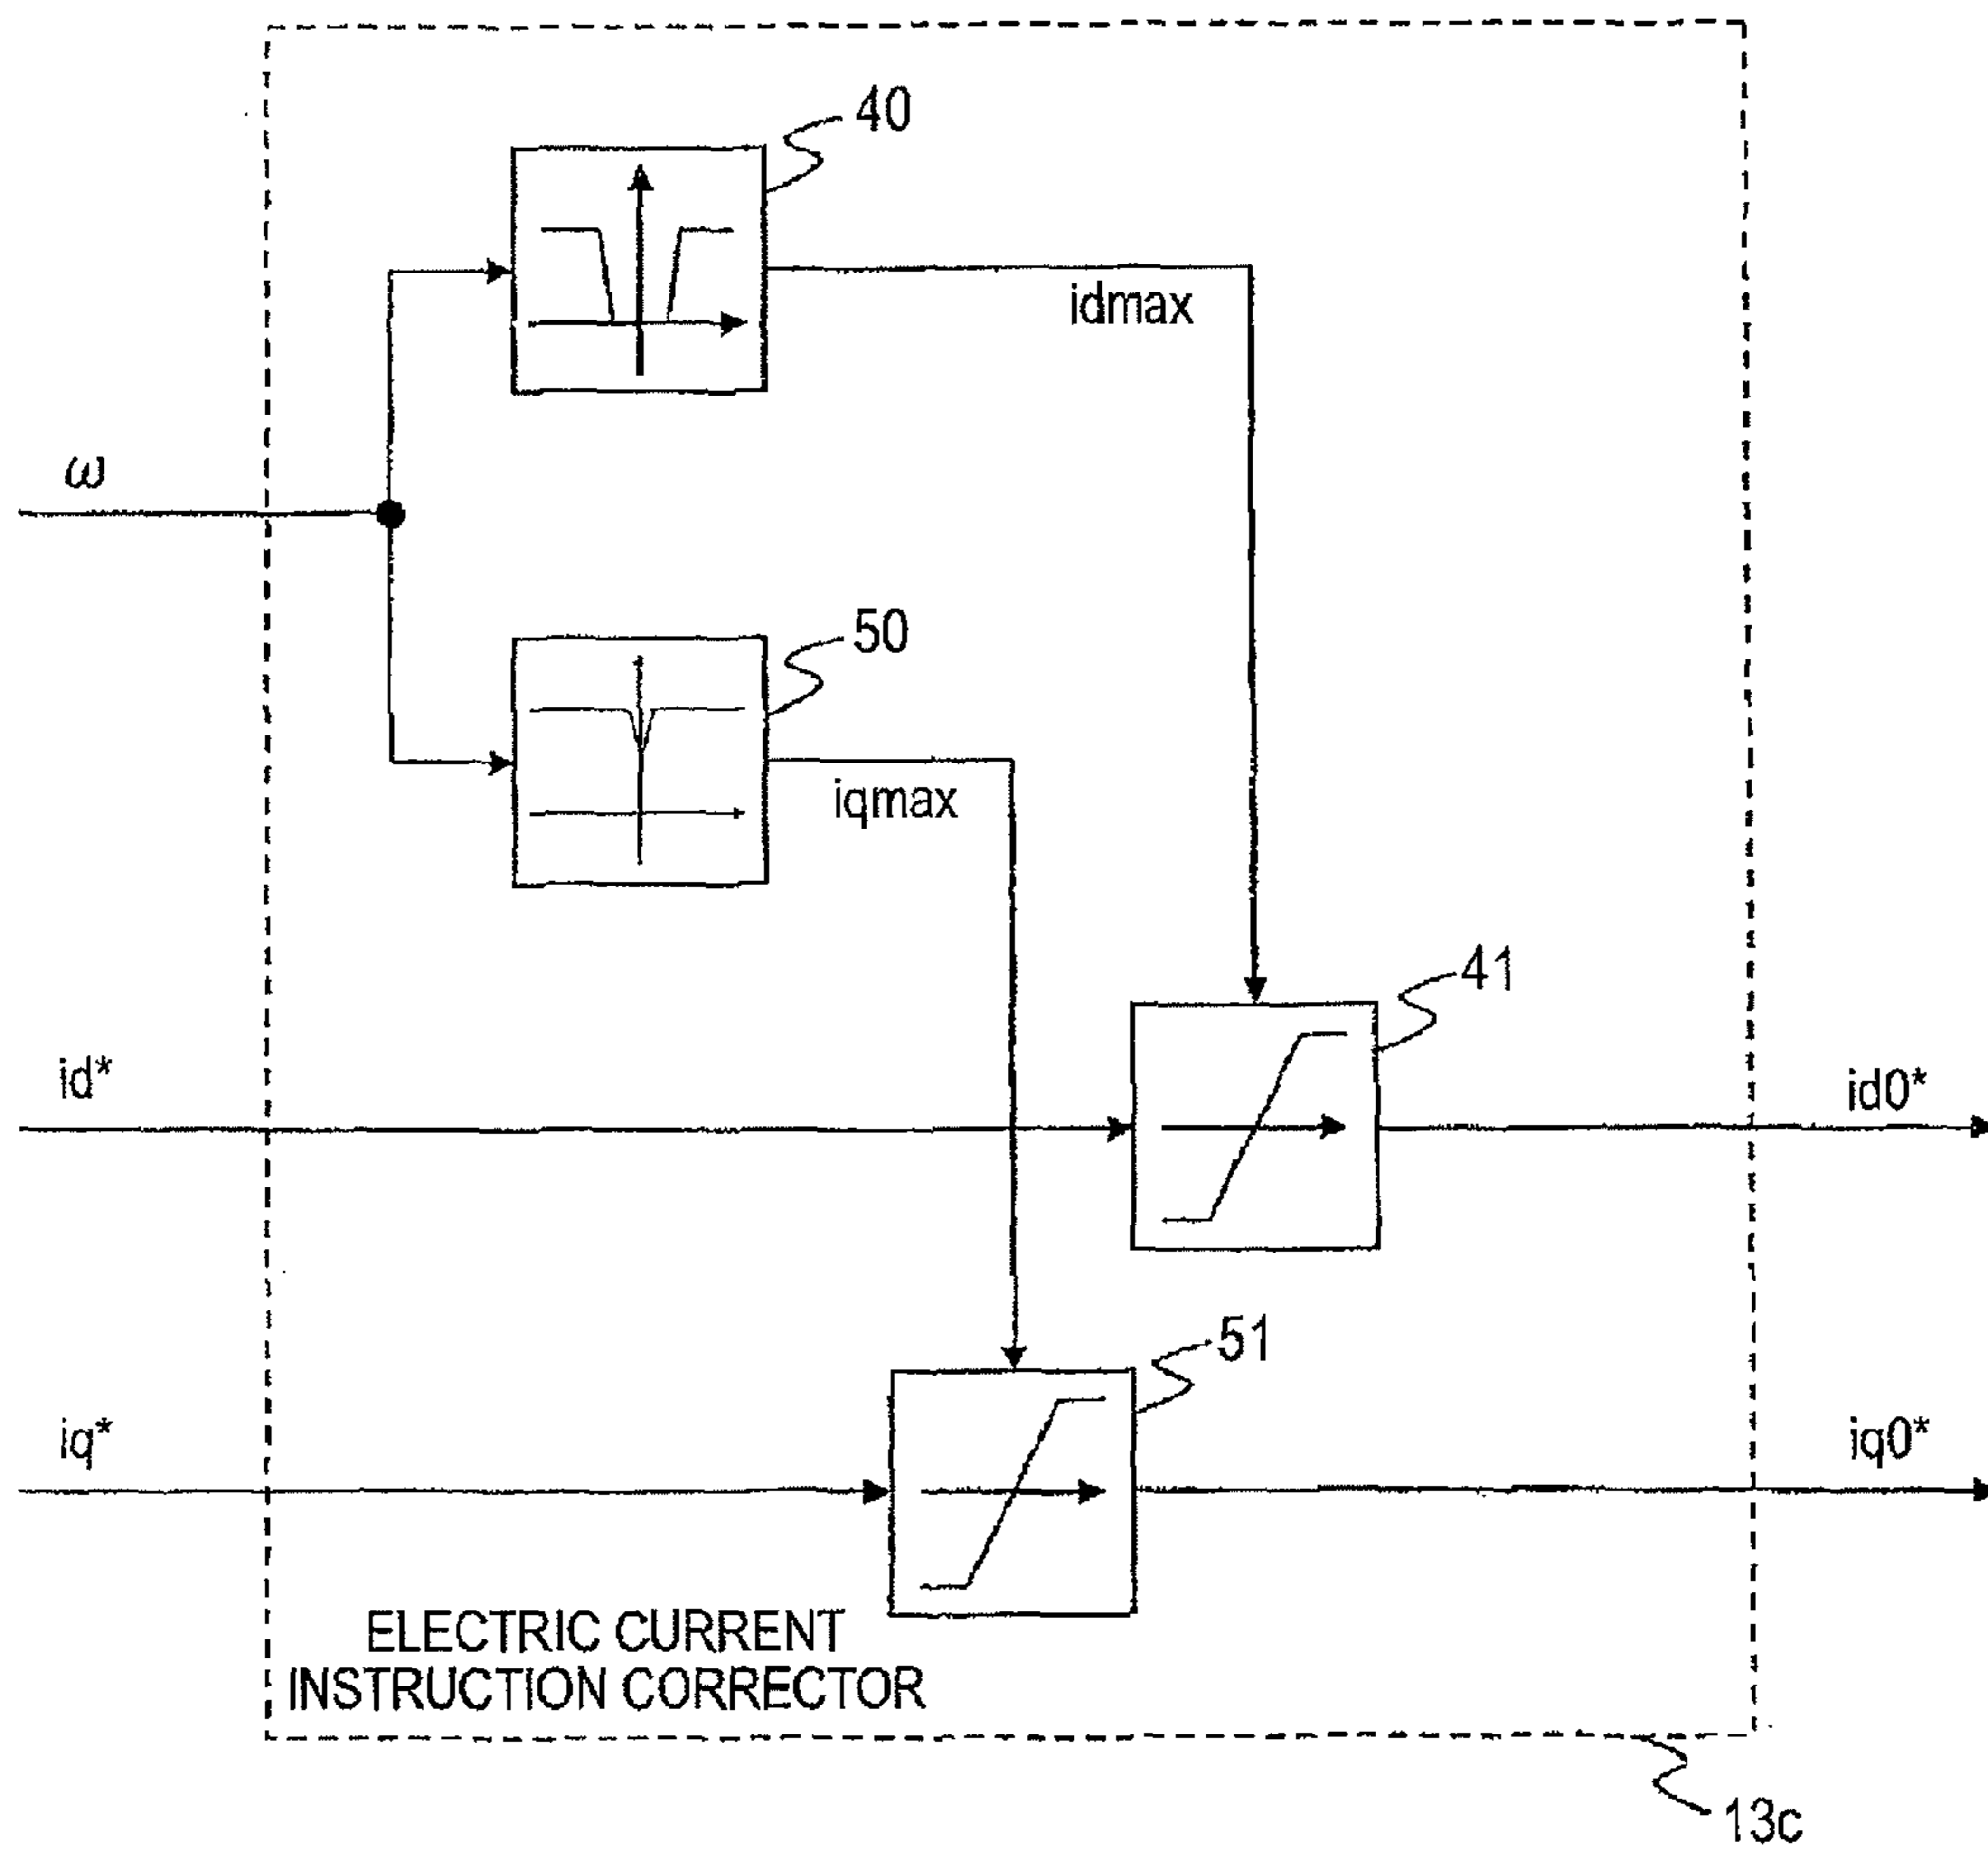 40
idmax
ω
50
iqmax
41
id*
id0*
51
iq*
iq0*
ELECTRIC CURRENT
INSTRUCTION CORRECTOR
13c